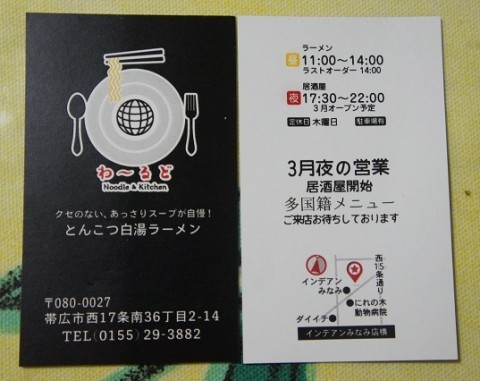 わ〜るど
Noodle & Kitchen
クセのない、あっさりスープが自慢!
とんこつ白湯ラーメン
〒080-0027
帯広市西17条南36丁目2-14
TEL(0155)29-3882
ラーメン
昼 11:00〜14:00
ラストオーダー 14:00
居酒屋
夜 17:30〜22:00
3月オープン予定
定休日 木曜日 駐車場有
3月夜の営業
居酒屋開始
多国籍メニュー
ご来店お待ちしております
西15条通り
インデアン
みなみ
にれの木
動物病院
ダイイチ
インデアンみなみ店横